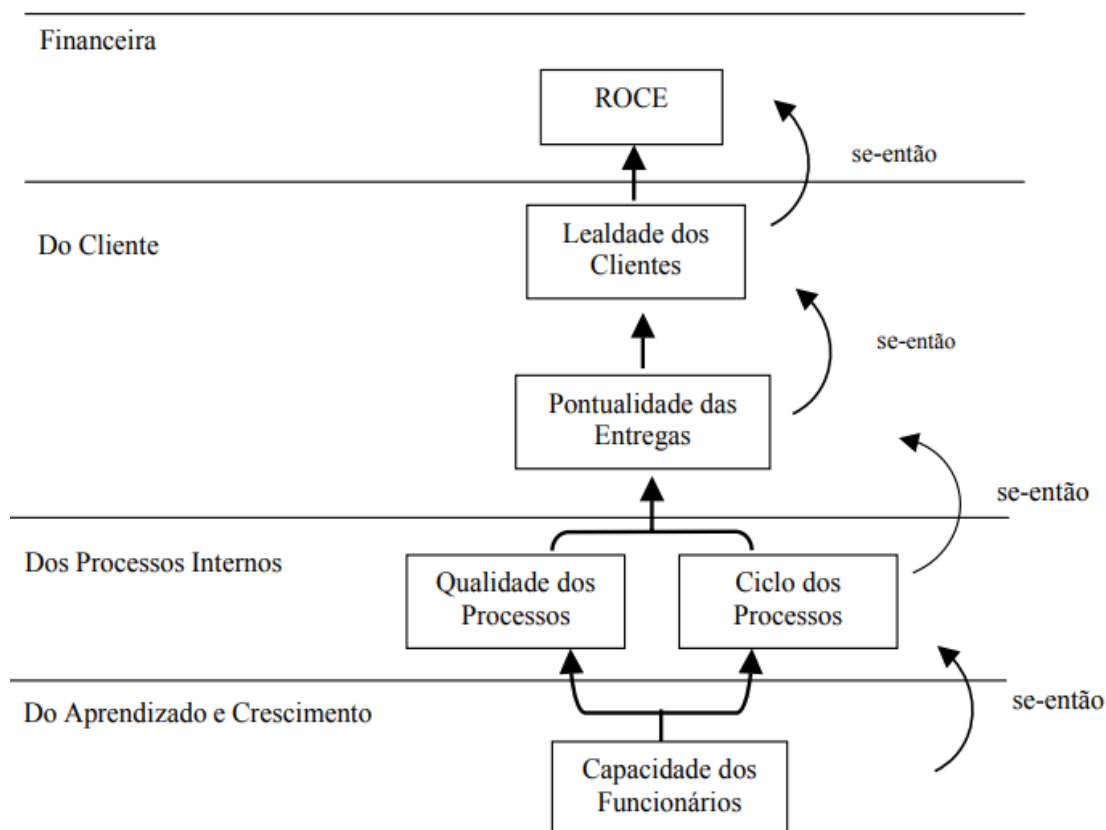 Financeira
ROCE
se-então
Do Cliente
Lealdade dos
Clientes
se-então
Pontualidade das
Entregas
se-então
Dos Processos Internos
Qualidade dos
Processos
Ciclo dos
Processos
Do Aprendizado e Crescimento
se-então
Capacidade dos
Funcionários